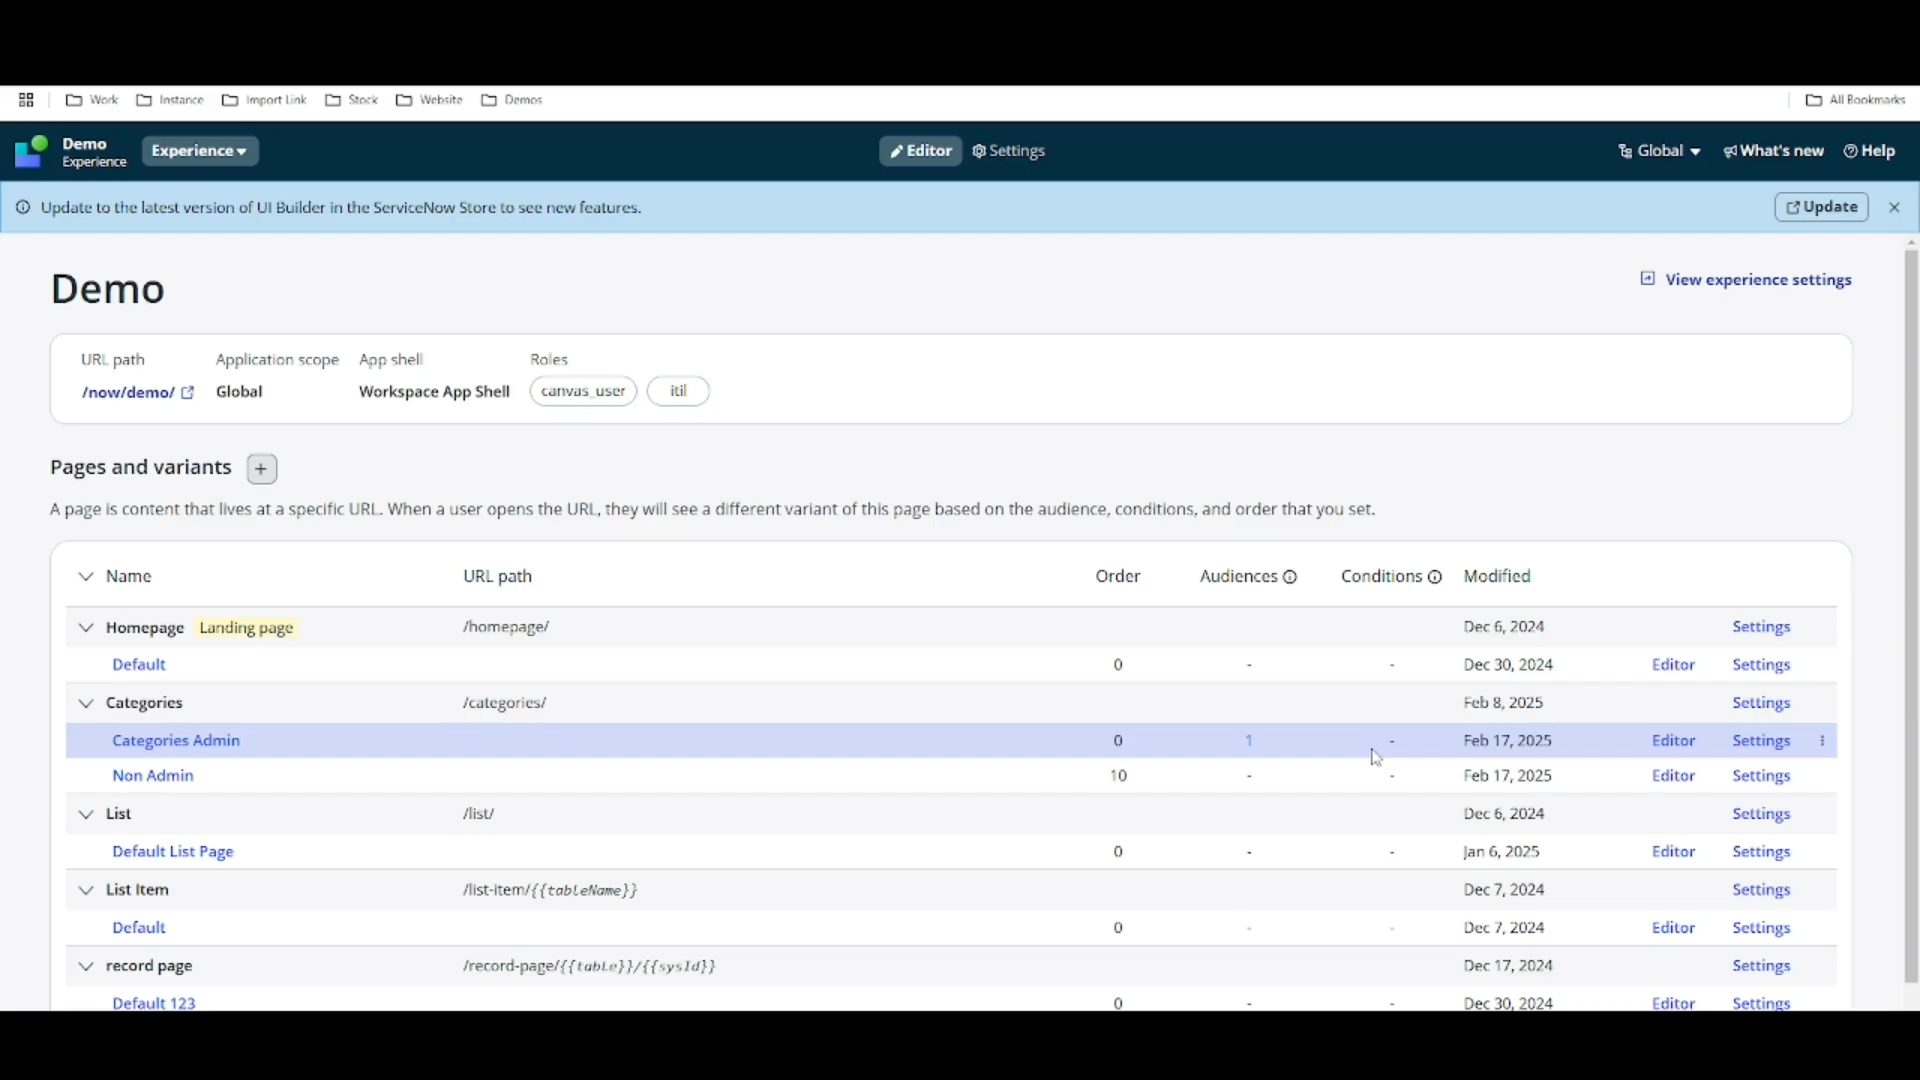 Work Instance Import Link Stock Website Demos All Bookmarks
Demo
Experience
Experience Editor Settings Global What's new Help
Update to the latest version of UI Builder in the ServiceNow Store to see new features. Update
Demo
View experience settings
URL path Application scope App shell Roles
/now/demo/ Global Workspace App Shell canvas_user itil
Pages and variants +
A page is content that lives at a specific URL. When a user opens the URL, they will see a different variant of this page based on the audience, conditions, and order that you set.
Name URL path Order Audiences Conditions Modified
Homepage Landing page /homepage/ Dec 6, 2024 Settings
Default 0 - - Dec 30, 2024 Editor Settings
Categories /categories/ Feb 8, 2025 Settings
Categories Admin 0 1 - Feb 17, 2025 Editor Settings
Non Admin 10 - - Feb 17, 2025 Editor Settings
List /list/ Dec 6, 2024 Settings
Default List Page 0 - - Jan 6, 2025 Editor Settings
List Item /list-item/{{tableName}} Dec 7, 2024 Settings
Default 0 - - Dec 7, 2024 Editor Settings
record page /record-page/{{table}}/{{sysId}} Dec 17, 2024 Settings
Default 123 0 - - Dec 30, 2024 Editor Settings